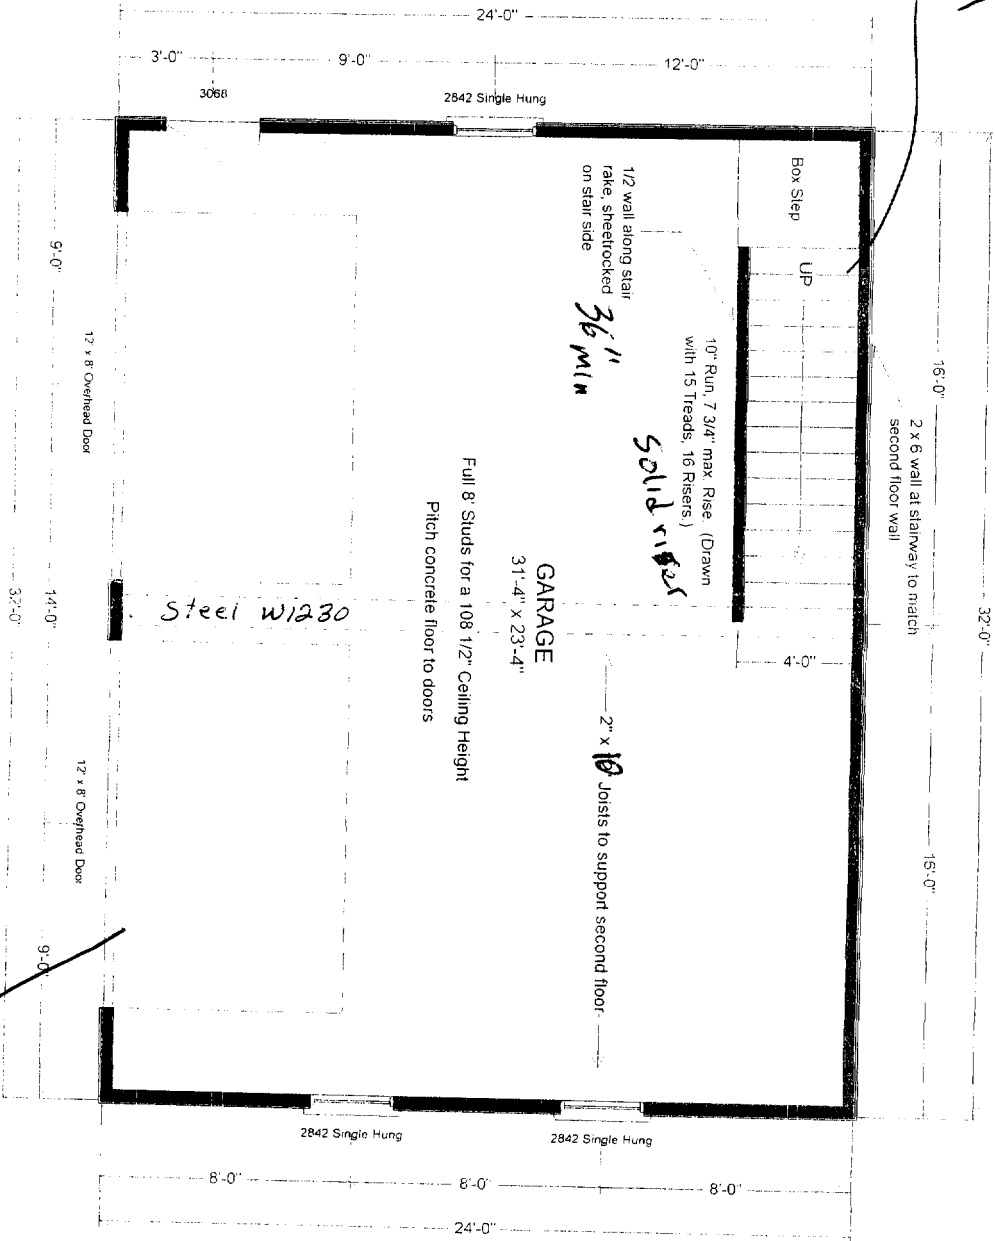 24'-0"
3'-0"
9'-0"
12'-0"
3068
2842 Single Hung
Box Step
UP
1/2 wall along stair
rake, sheetrocked
on stair side
36"
Min
10" Run, 7 3/4" max. Rise. (Drawn
with 15 Treads, 16 Risers.)
Solid riser
2 x 6 wall at stairway to match
second floor wall
16'-0"
32'-0"
15'-0"
4'-0"
9'-0"
12' x 8' Overhead Door
14'-0"
32'-0"
Steel W1230
GARAGE
31'-4" x 23'-4"
Full 8' Studs for a 108 1/2" Ceiling Height
Pitch concrete floor to doors
2" x 10 Joists to support second floor
12' x 8' Overhead Door
9'-0"
2842 Single Hung
2842 Single Hung
8'-0"
8'-0"
8'-0"
24'-0"